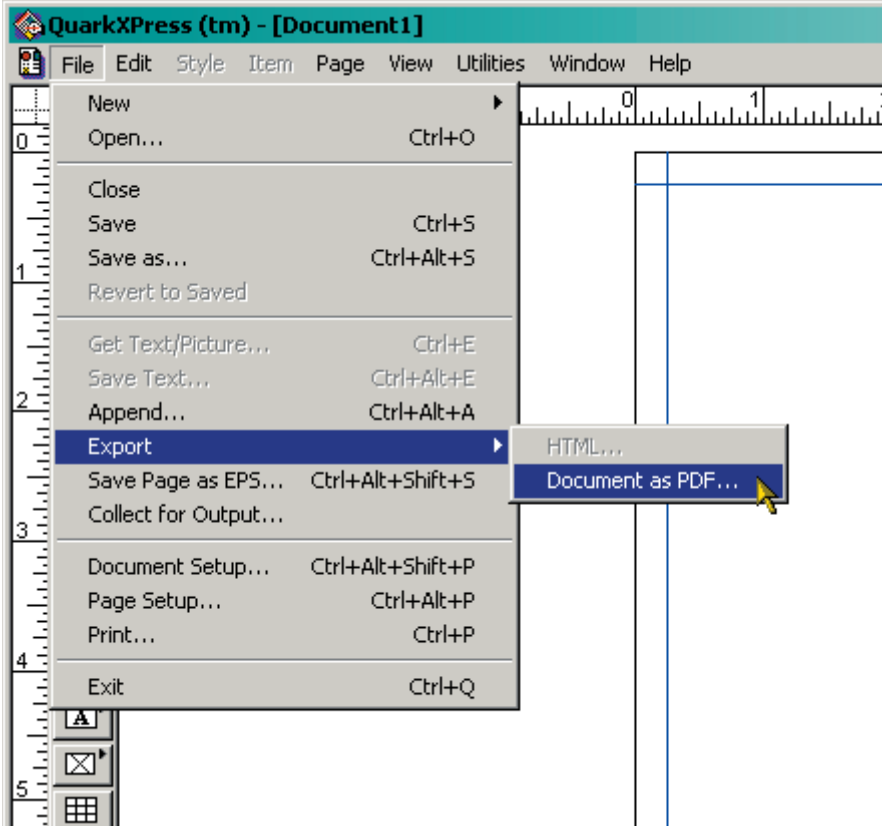 QuarkXPress (tm) - [Document1]
File Edit Style Item Page View Utilities Window Help
0 1
0
New
Open... Ctrl+O
Close
Save Ctrl+S
Save as... Ctrl+Alt+S
1
Revert to Saved
Get Text/Picture... Ctrl+E
Save Text... Ctrl+Alt+E
2
Append... Ctrl+Alt+A
Export HTML...
Save Page as EPS... Ctrl+Alt+Shift+S Document as PDF...
Collect for Output...
3
Document Setup... Ctrl+Alt+Shift+P
Page Setup... Ctrl+Alt+P
Print... Ctrl+P
4
Exit Ctrl+Q
A
5